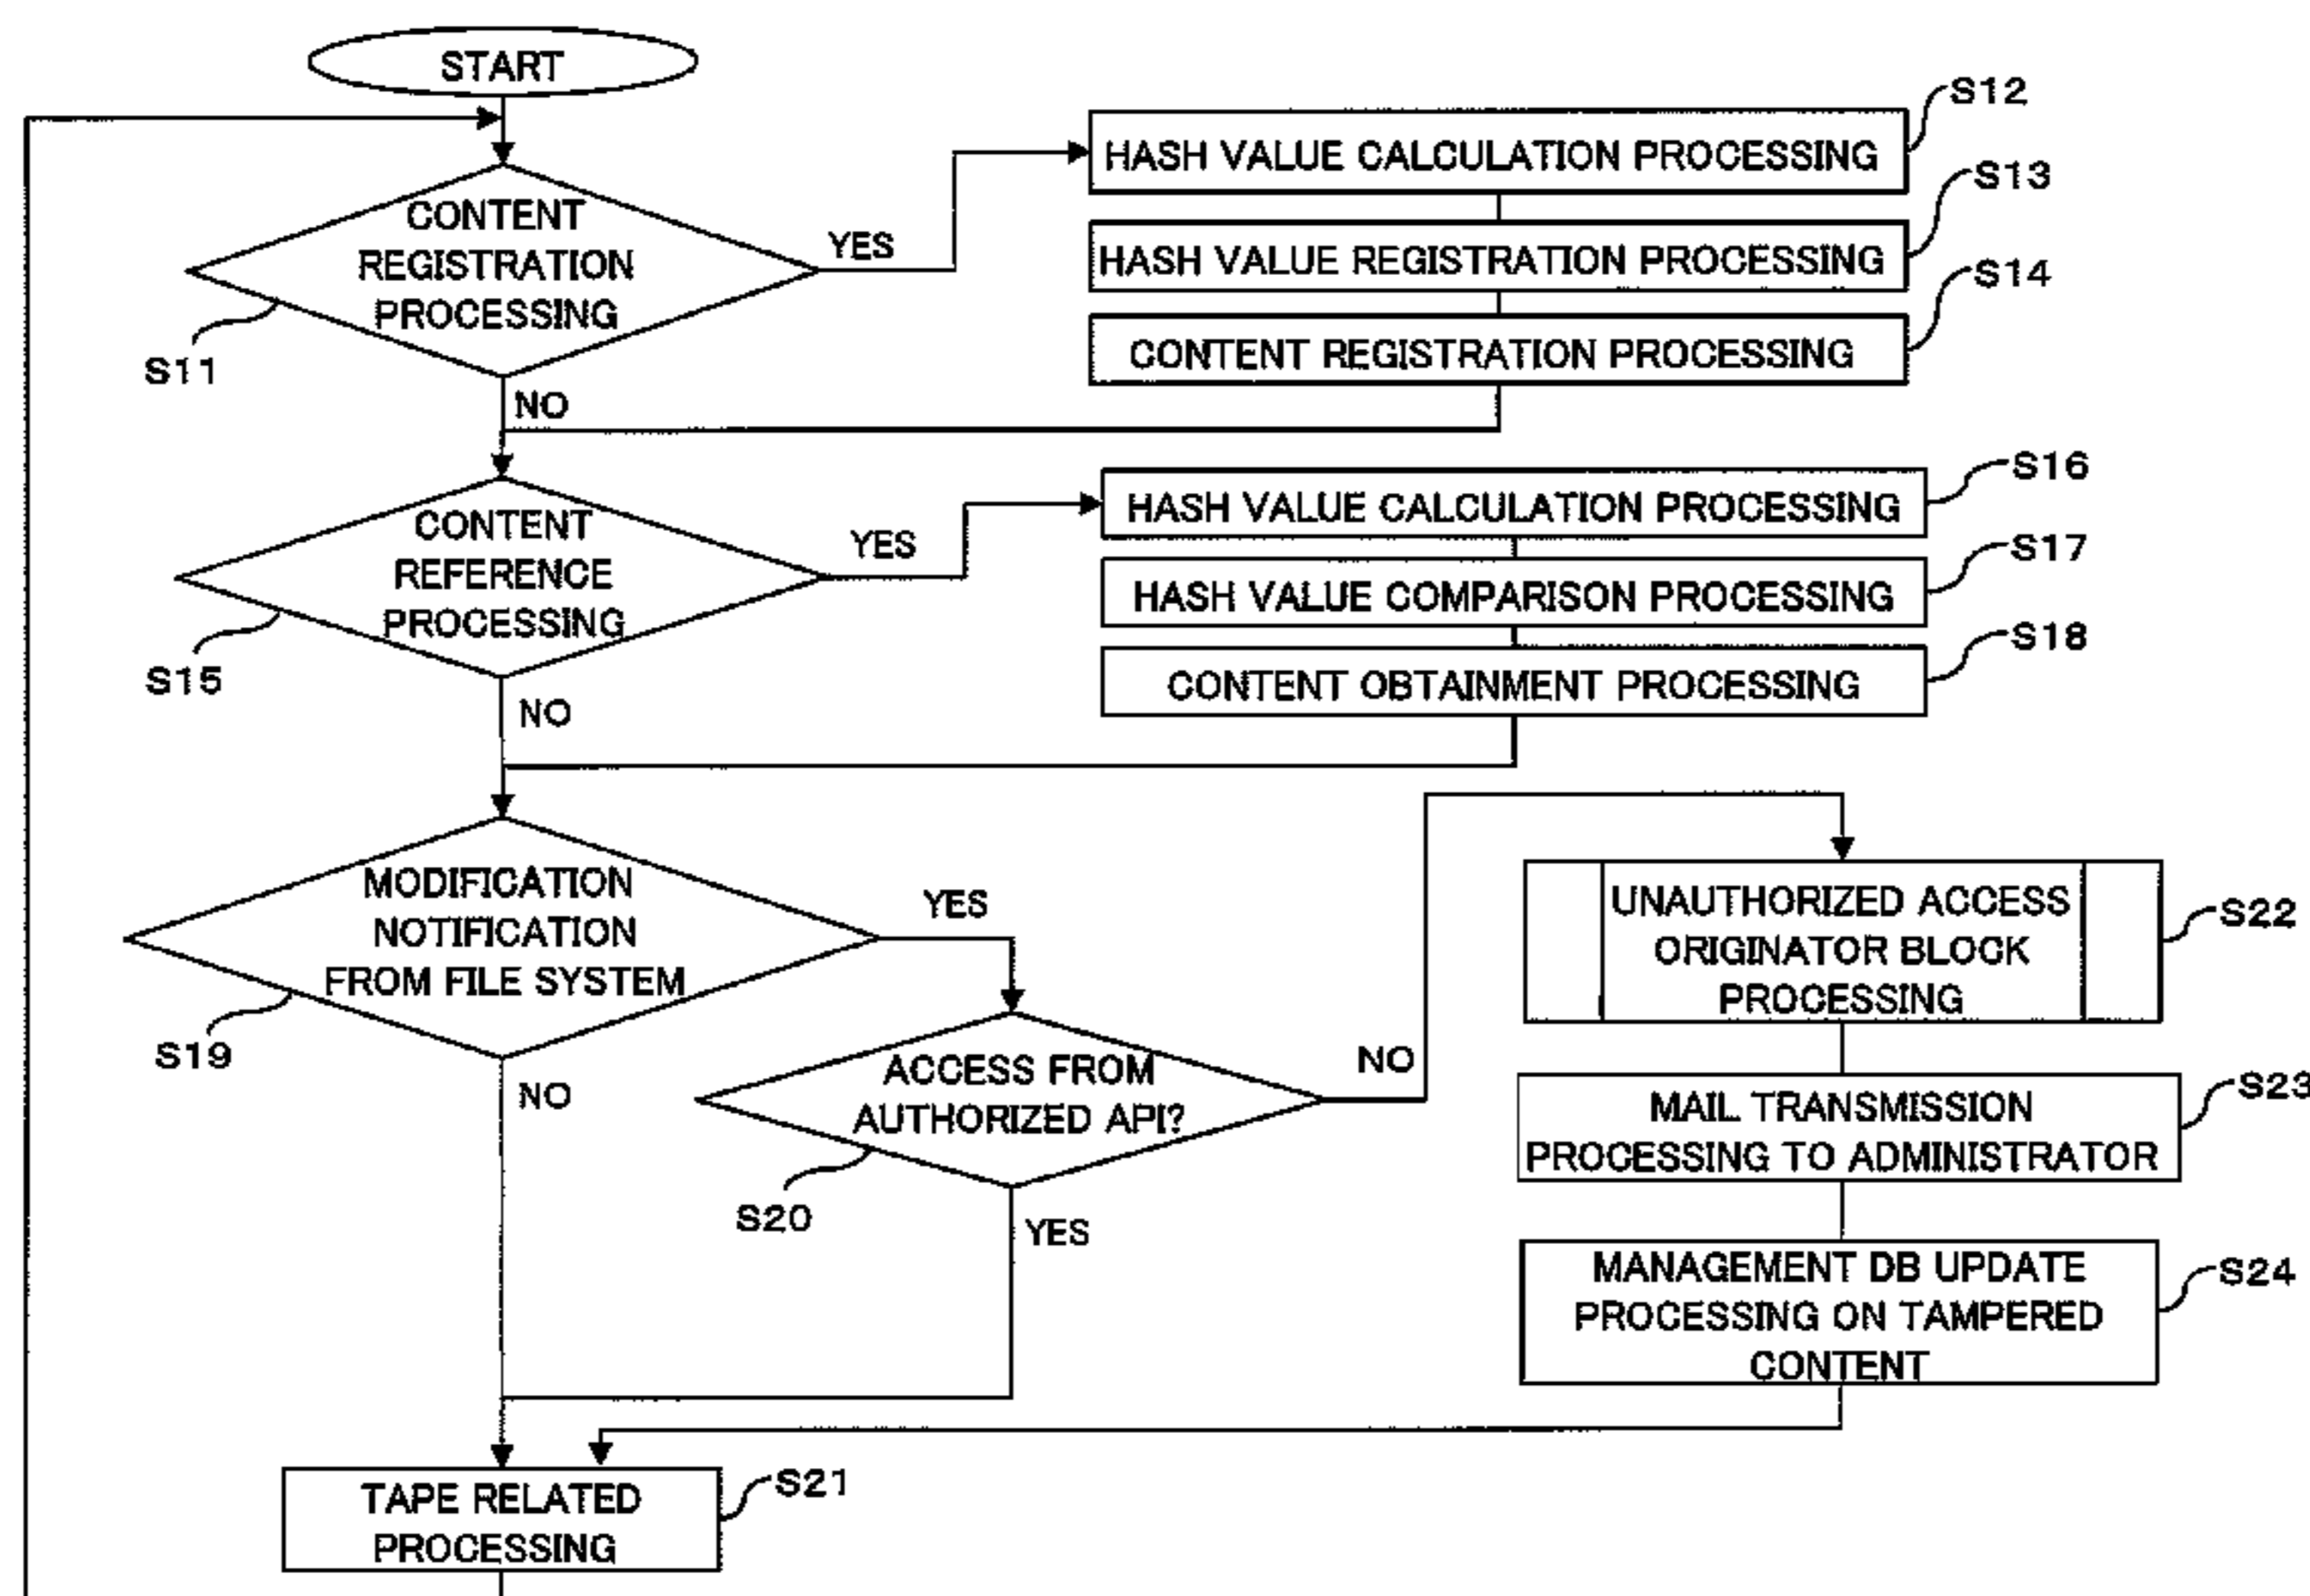 START
S12
HASH VALUE CALCULATION PROCESSING
S13
CONTENT
REGISTRATION
PROCESSING
YES
HASH VALUE REGISTRATION PROCESSING
S14
S11
CONTENT REGISTRATION PROCESSING
NO
S16
HASH VALUE CALCULATION PROCESSING
CONTENT
REFERENCE
PROCESSING
YES
S17
HASH VALUE COMPARISON PROCESSING
S18
S15
CONTENT OBTAINMENT PROCESSING
NO
MODIFICATION
NOTIFICATION
FROM FILE SYSTEM
YES
UNAUTHORIZED ACCESS
ORIGINATOR BLOCK
PROCESSING
S22
S19
NO
ACCESS FROM
AUTHORIZED API?
NO
S23
MAIL TRANSMISSION
PROCESSING TO ADMINISTRATOR
S20
YES
MANAGEMENT DB UPDATE
PROCESSING ON TAMPERED
CONTENT
S24
TAPE RELATED
PROCESSING
S21